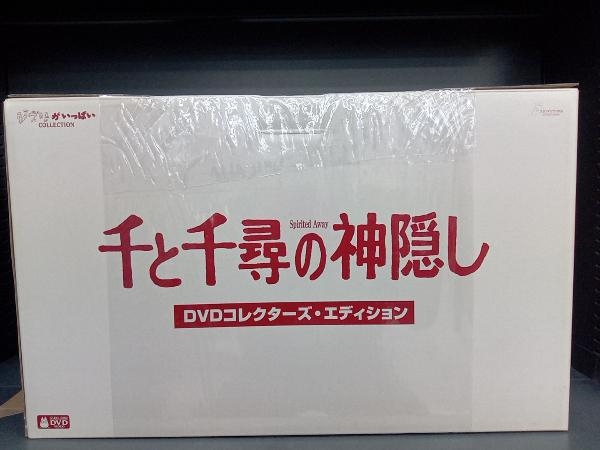 ジブリがいっぱい
COLLECTION
Spirited Away
千と千尋の神隠し
DVDコレクターズ・エディション
DVD